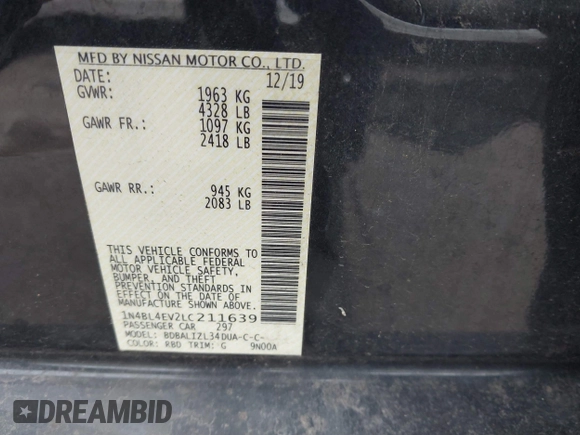 MFD BY NISSAN MOTOR CO., LTD.
DATE: 12/19
GVWR: 1963 KG
4328 LB
GAWR FR.: 1097 KG
2418 LB
GAWR RR.: 945 KG
2083 LB
THIS VEHICLE CONFORMS TO
ALL APPLICABLE FEDERAL
MOTOR VEHICLE SAFETY,
BUMPER, AND THEFT
PREVENTION STANDARDS IN
EFFECT ON THE DATE OF
MANUFACTURE SHOWN ABOVE.
1N4BL4EV2LC211639
PASSENGER CAR 297
MODEL: BDBALIZL34DUA-C-C-
COLOR: RBD TRIM: G 9N00A
DREAMBID